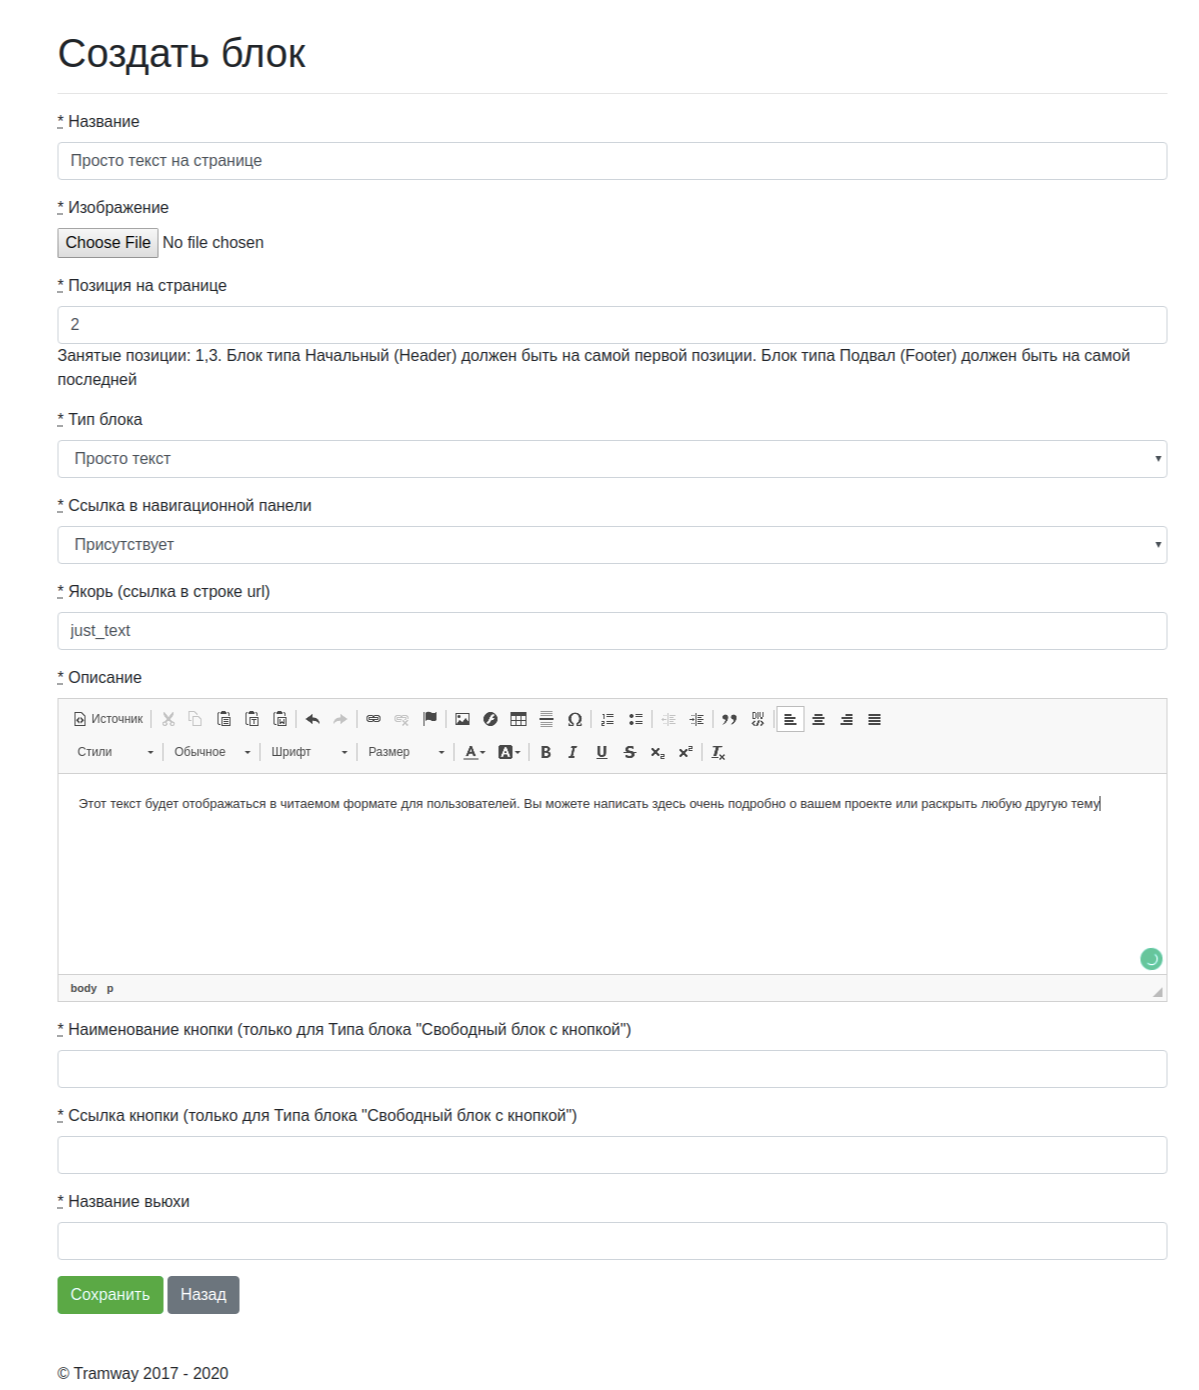 Создать блок
* Название
Просто текст на странице
* Изображение
Choose File No file chosen
* Позиция на странице
2
Занятые позиции: 1,3. Блок типа Начальный (Header) должен быть на самой первой позиции. Блок типа Подвал (Footer) должен быть на самой
последней
* Тип блока
Просто текст
* Ссылка в навигационной панели
Присутствует
* Якорь (ссылка в строке url)
just_text
* Описание
Источник
Стили Обычное Шрифт Размер
Этот текст будет отображаться в читаемом формате для пользователей. Вы можете написать здесь очень подробно о вашем проекте или раскрыть любую другую тему
body p
* Наименование кнопки (только для Типа блока "Свободный блок с кнопкой")
* Ссылка кнопки (только для Типа блока "Свободный блок с кнопкой")
* Название вьюхи
Сохранить Назад
© Tramway 2017 - 2020